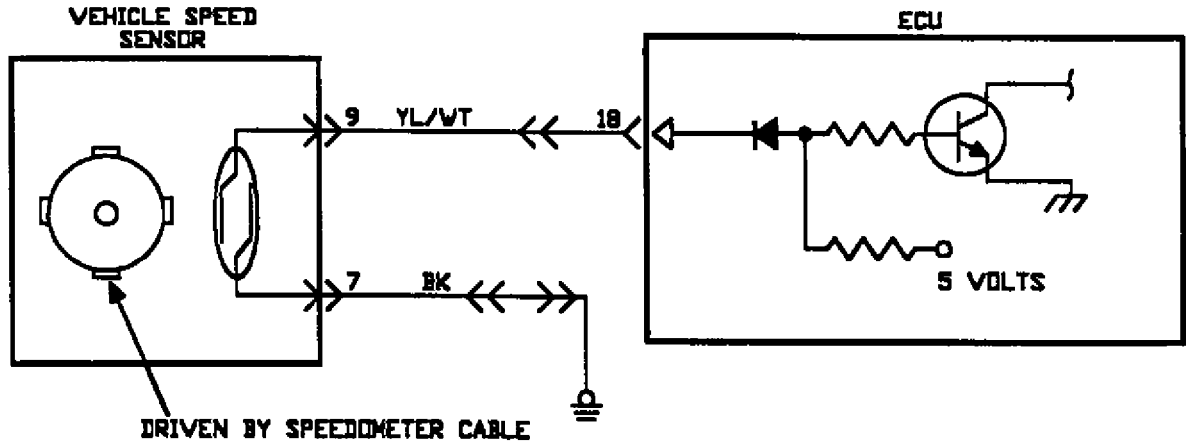 VEHICLE SPEED
SENSOR
ECU
9
YL/WT
18
7
BK
5 VOLTS
DRIVEN BY SPEEDOMETER CABLE